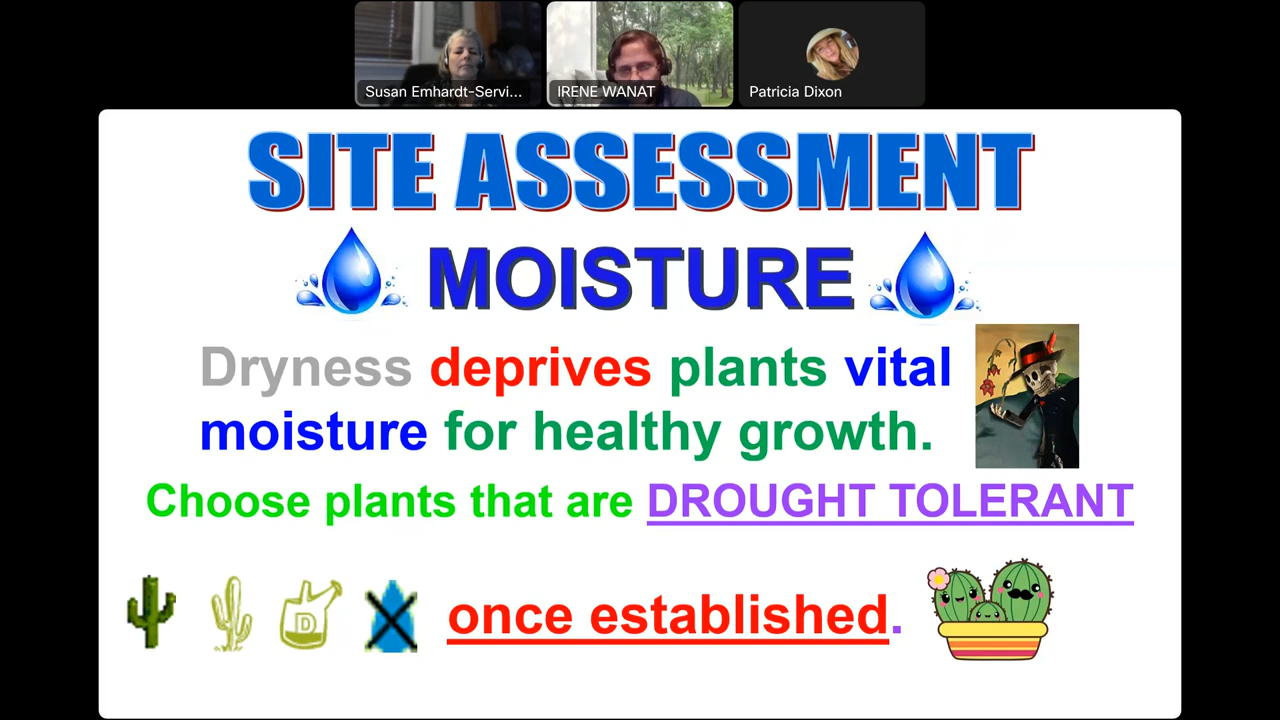 Susan Emhardt-Servi...
IRENE WANAT
Patricia Dixon
SITE ASSESSMENT
MOISTURE
Dryness deprives plants vital
moisture for healthy growth.
Choose plants that are DROUGHT TOLERANT
D
once established.